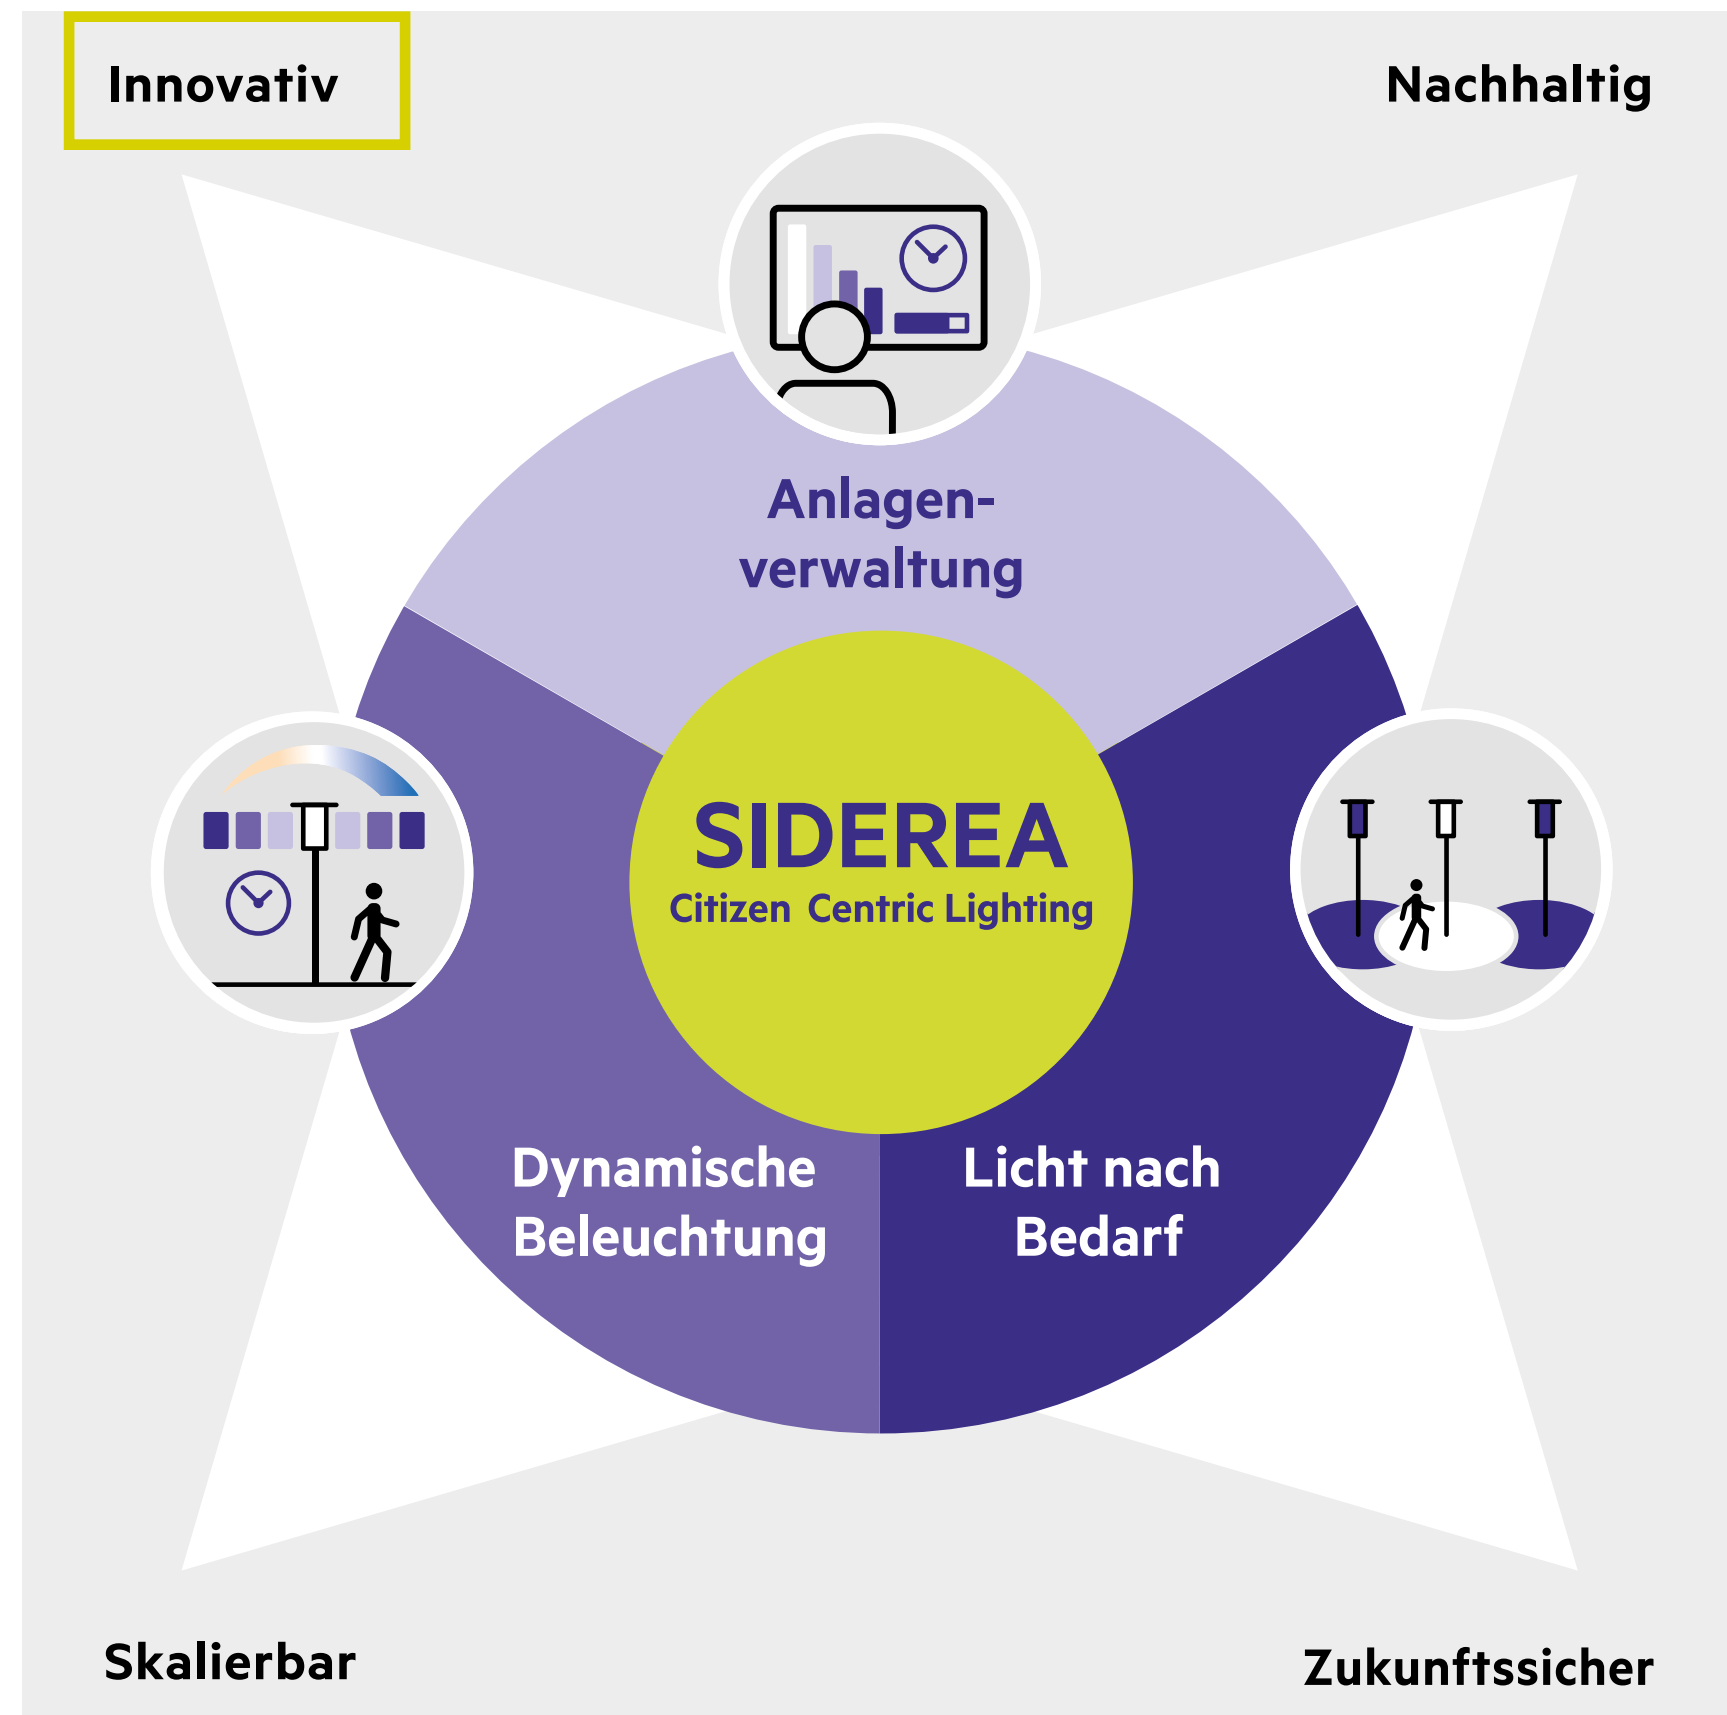 Innovativ
Nachhaltig
Anlagen-
verwaltung
SIDEREA
Citizen Centric Lighting
Dynamische
Beleuchtung
Licht nach
Bedarf
Skalierbar
Zukunftssicher